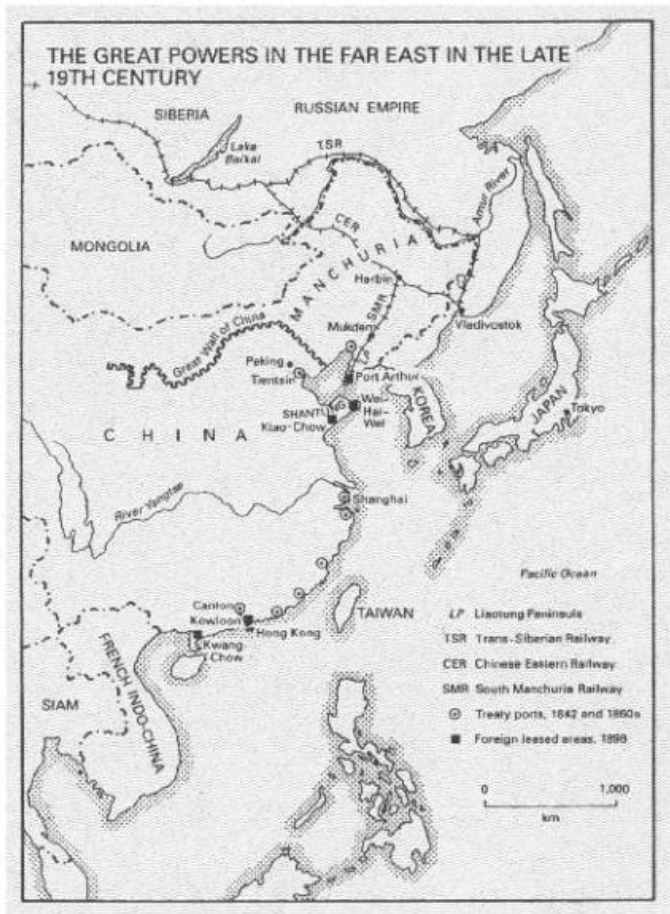 THE GREAT POWERS IN THE FAR EAST IN THE LATE
19TH CENTURY
SIBERIA
RUSSIAN EMPIRE
Lake
Baikal
TSR
Amur River
MONGOLIA
CER
MANCHURIA
Harbin
SMR
Vladivostok
Great Wall of China
Mukden
LP
Peking
Tientsin
Port Arthur
SHANTUNG
Wei-
Hai-
Wei
Kiao-Chow
KOREA
JAPAN
Tokyo
CHINA
River Yangtse
Shanghai
Pacific Ocean
Canton
Kowloon
Hong Kong
TAIWAN
Kwang
Chow
FRENCH INDO-CHINA
SIAM
LP Liaotung Peninsula
TSR Trans-Siberian Railway
CER Chinese Eastern Railway
SMR South Manchuria Railway
Treaty ports, 1842 and 1860s
Foreign leased areas, 1898
0 1,000
km